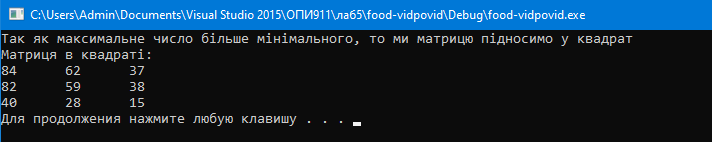 C:\Users\Admin\Documents\Visual Studio 2015\ОПИ911\ла65\food-vidpovid\Debug\food-vidpovid.exe
Так як максимальне число більше мінімального, то ми матрицю підносимо у квадрат
Матриця в квадраті:
84 62 37
82 59 38
40 28 15
Для продолжения нажмите любую клавишу . . .